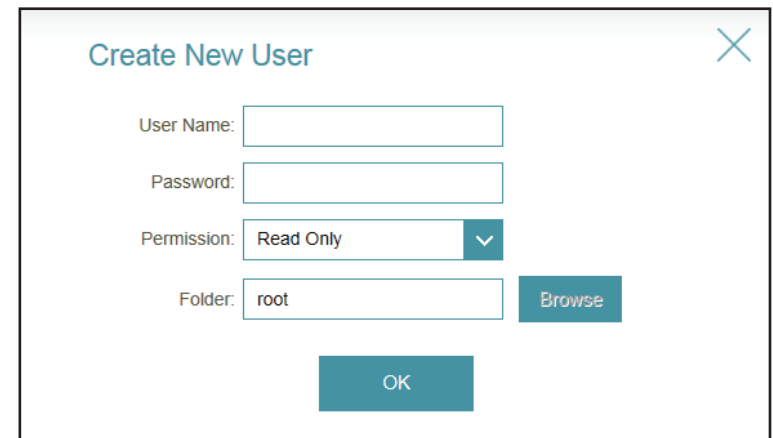 Create New User
User Name:
Password:
Permission: Read Only
Folder: root Browse
OK